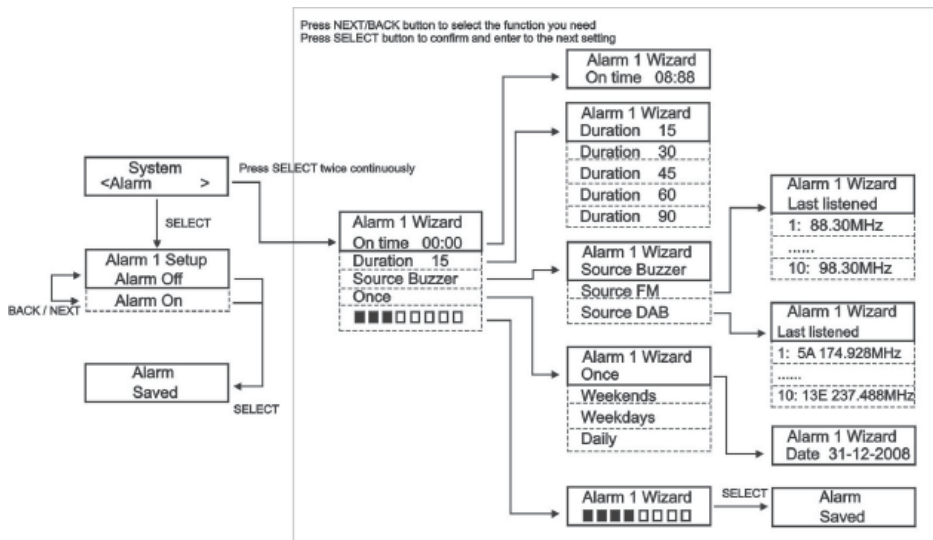 Press NEXT/BACK button to select the function you need
Press SELECT button to confirm and enter to the next setting
System
<Alarm >
SELECT
Alarm 1 Setup
Alarm Off
Alarm On
BACK / NEXT
Alarm
Saved
SELECT
Press SELECT twice continuously
Alarm 1 Wizard
On time 00:00
Duration 15
Source Buzzer
Once
Alarm 1 Wizard
On time 08:88
Alarm 1 Wizard
Duration 15
Duration 30
Duration 45
Duration 60
Duration 90
Alarm 1 Wizard
Source Buzzer
Source FM
Source DAB
Alarm 1 Wizard
Last listened
1: 88.30MHz
......
10: 98.30MHz
Alarm 1 Wizard
Last listened
1: 5A 174.928MHz
......
10: 13E 237.488MHz
Alarm 1 Wizard
Once
Weekends
Weekdays
Daily
Alarm 1 Wizard
Date 31-12-2008
Alarm 1 Wizard
SELECT
Alarm
Saved